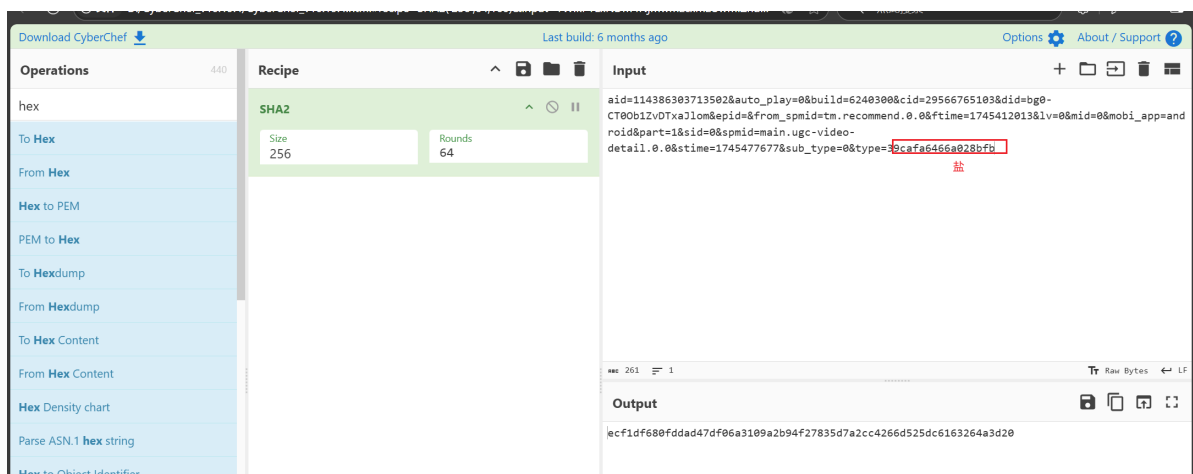 Download CyberChef
Last build: 6 months ago
Options
About / Support
Operations
440
Recipe
Input
hex
SHA2
Size
256
Rounds
64
aid=114386303713502&auto_play=0&build=6240300&cid=29566765103&did=bg0-
CT0Ob1ZvDTxaJlom&epid=&from_spmid=tm.recommend.0.0&ftime=1745412013&lv=0&mid=0&mobi_app=and
roid&part=1&sid=0&spmid=main.ugc-video-
detail.0.0&stime=1745477677&sub_type=0&type=39cafa6466a028bfb
盐
To Hex
From Hex
Hex to PEM
PEM to Hex
To Hexdump
From Hexdump
To Hex Content
From Hex Content
Hex Density chart
Parse ASN.1 hex string
Hex to Object Identifier
REC 261
1
Raw Bytes
LF
Output
ecf1df680fddad47df06a3109a2b94f27835d7a2cc4266d525dc6163264a3d20